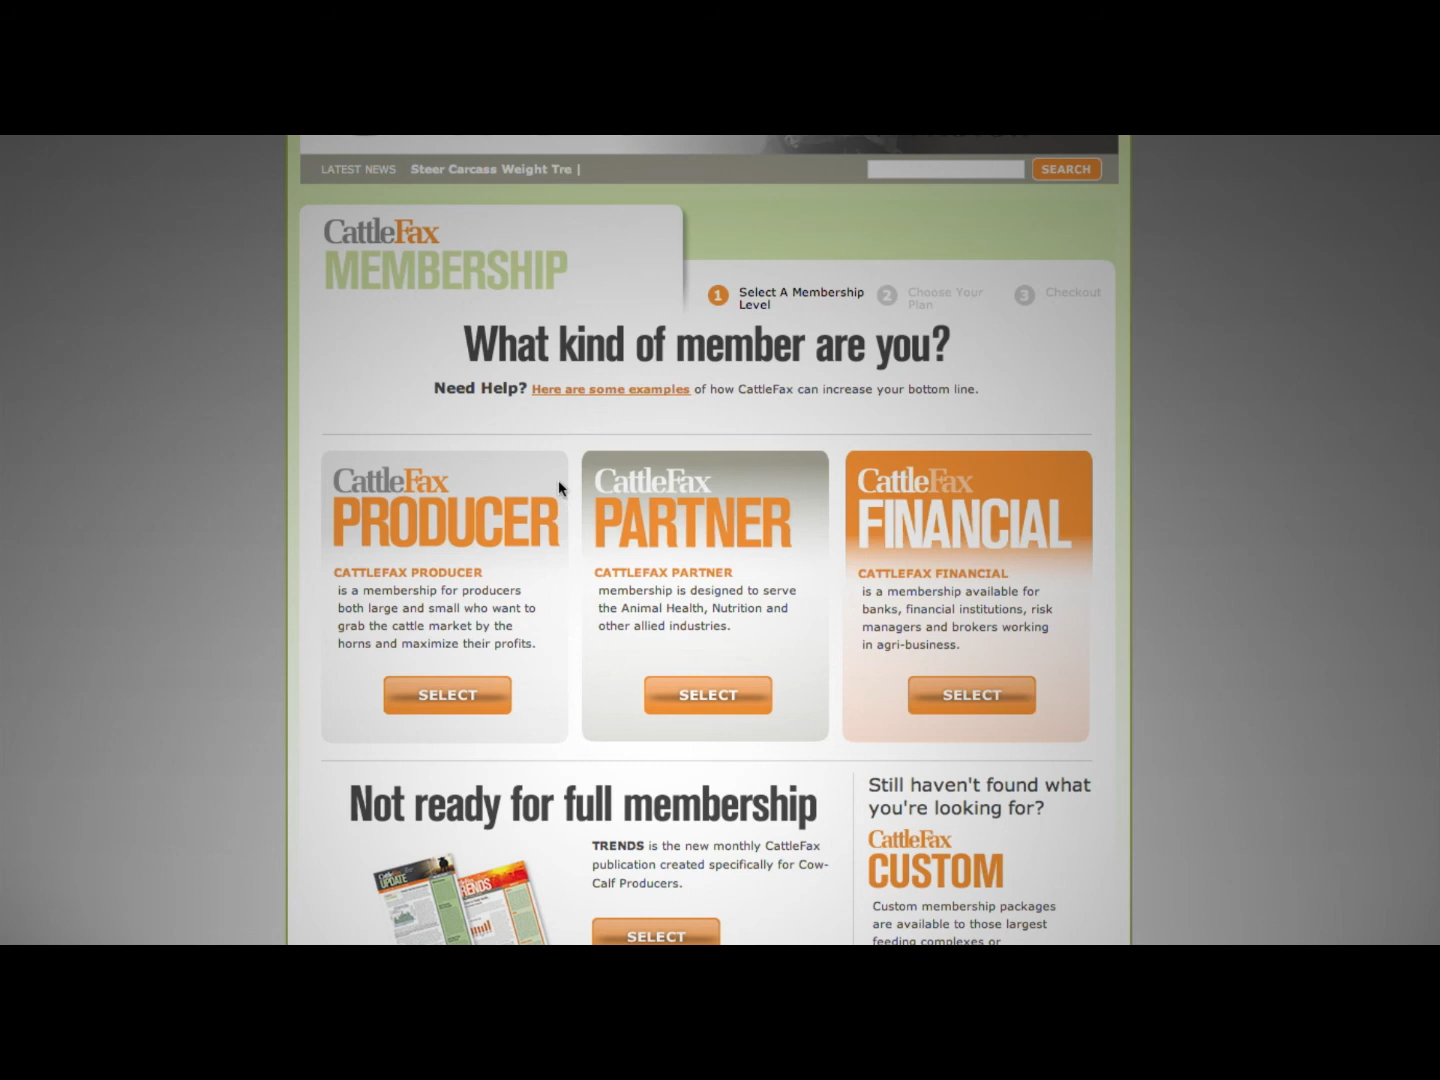 LATEST NEWS Steer Carcass Weight Tre |
SEARCH
CattleFax
MEMBERSHIP
1 Select A Membership
Level
2 Choose Your
Plan
3 Checkout
What kind of member are you?
Need Help? Here are some examples of how CattleFax can increase your bottom line.
CattleFax
PRODUCER
CATTLEFAX PRODUCER
is a membership for producers
both large and small who want to
grab the cattle market by the
horns and maximize their profits.
SELECT
CattleFax
PARTNER
CATTLEFAX PARTNER
membership is designed to serve
the Animal Health, Nutrition and
other allied industries.
SELECT
CattleFax
FINANCIAL
CATTLEFAX FINANCIAL
is a membership available for
banks, financial institutions, risk
managers and brokers working
in agri-business.
SELECT
Not ready for full membership
UPDATE
TRENDS
TRENDS is the new monthly CattleFax
publication created specifically for Cow-
Calf Producers.
SELECT
Still haven't found what
you're looking for?
CattleFax
CUSTOM
Custom membership packages
are available to those largest
feeding complexes or